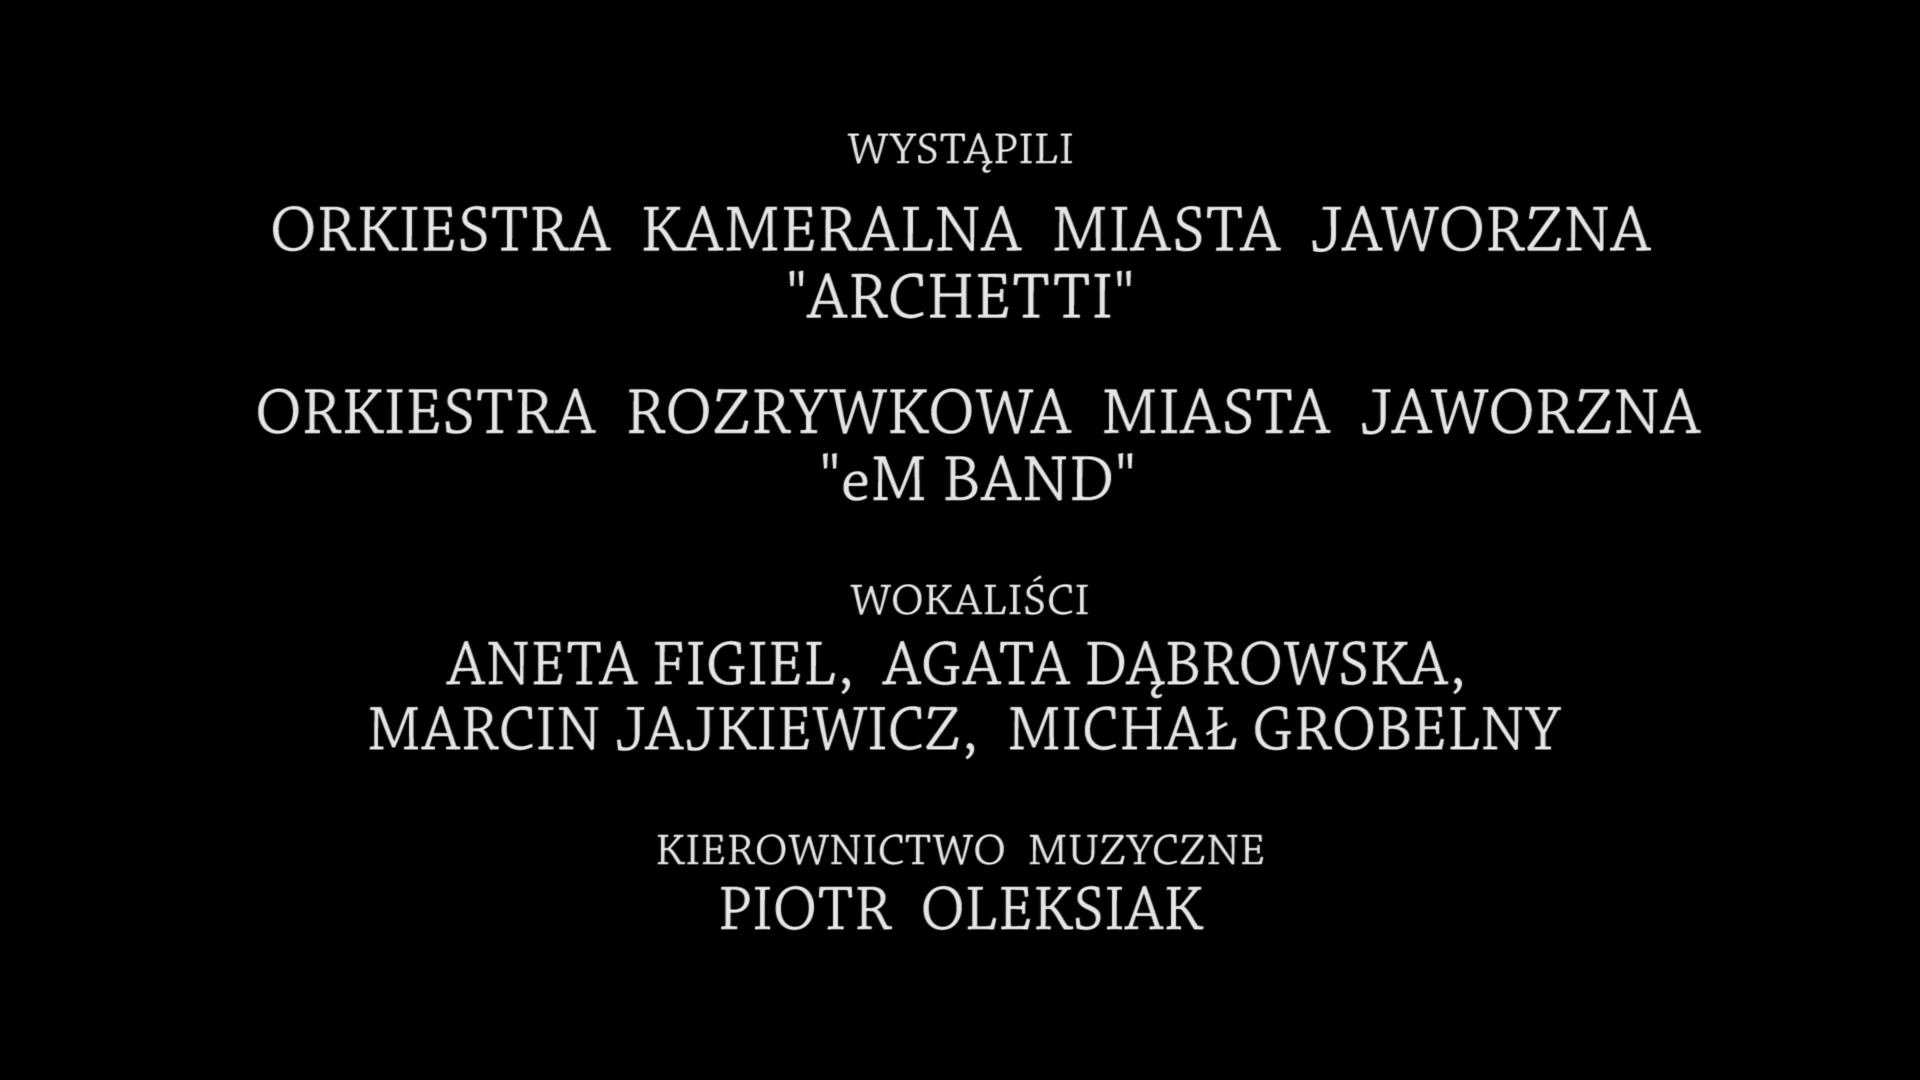 WYSTĄPILI
ORKIESTRA KAMERALNA MIASTA JAWORZNA
"ARCHETTI"
ORKIESTRA ROZRYWKOWA MIASTA JAWORZNA
"eM BAND"
WOKALIŚCI
ANETA FIGIEL, AGATA DĄBROWSKA,
MARCIN JAJKIEWICZ, MICHAŁ GROBELNY
KIEROWNICTWO MUZYCZNE
PIOTR OLEKSIAK